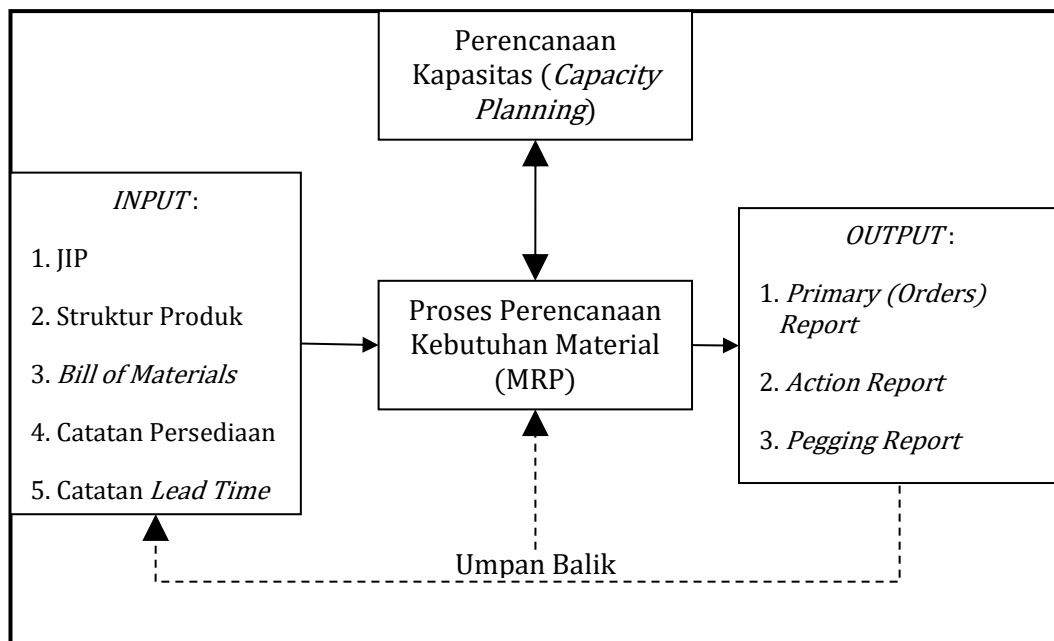 Perencanaan
Kapasitas (Capacity
Planning)
INPUT :
1. JIP
2. Struktur Produk
3. Bill of Materials
4. Catatan Persediaan
5. Catatan Lead Time
Proses Perencanaan
Kebutuhan Material
(MRP)
OUTPUT :
1. Primary (Orders)
Report
2. Action Report
3. Pegging Report
Umpan Balik